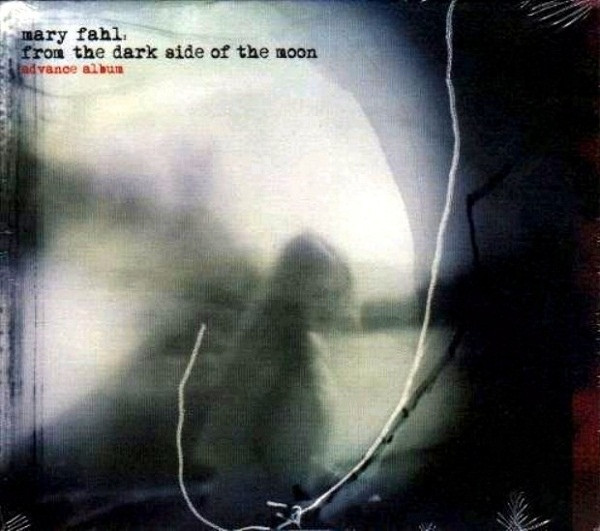 mary fahl:
from the dark side of the moon
advance album